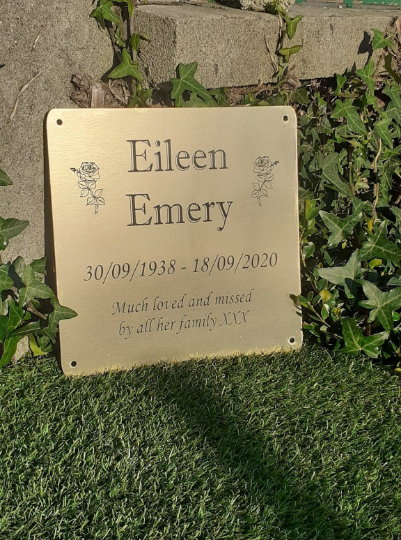 Eileen
Emery
30/09/1938 - 18/09/2020
Much loved and missed
by all her family XXX